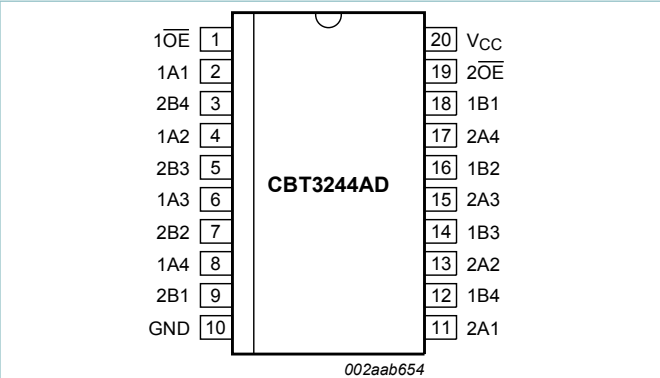 1O̅E̅ 1 20 VCC
1A1 2 19 2O̅E̅
2B4 3 18 1B1
1A2 4 17 2A4
2B3 5 16 1B2
CBT3244AD
1A3 6 15 2A3
2B2 7 14 1B3
1A4 8 13 2A2
2B1 9 12 1B4
GND 10 11 2A1
002aab654